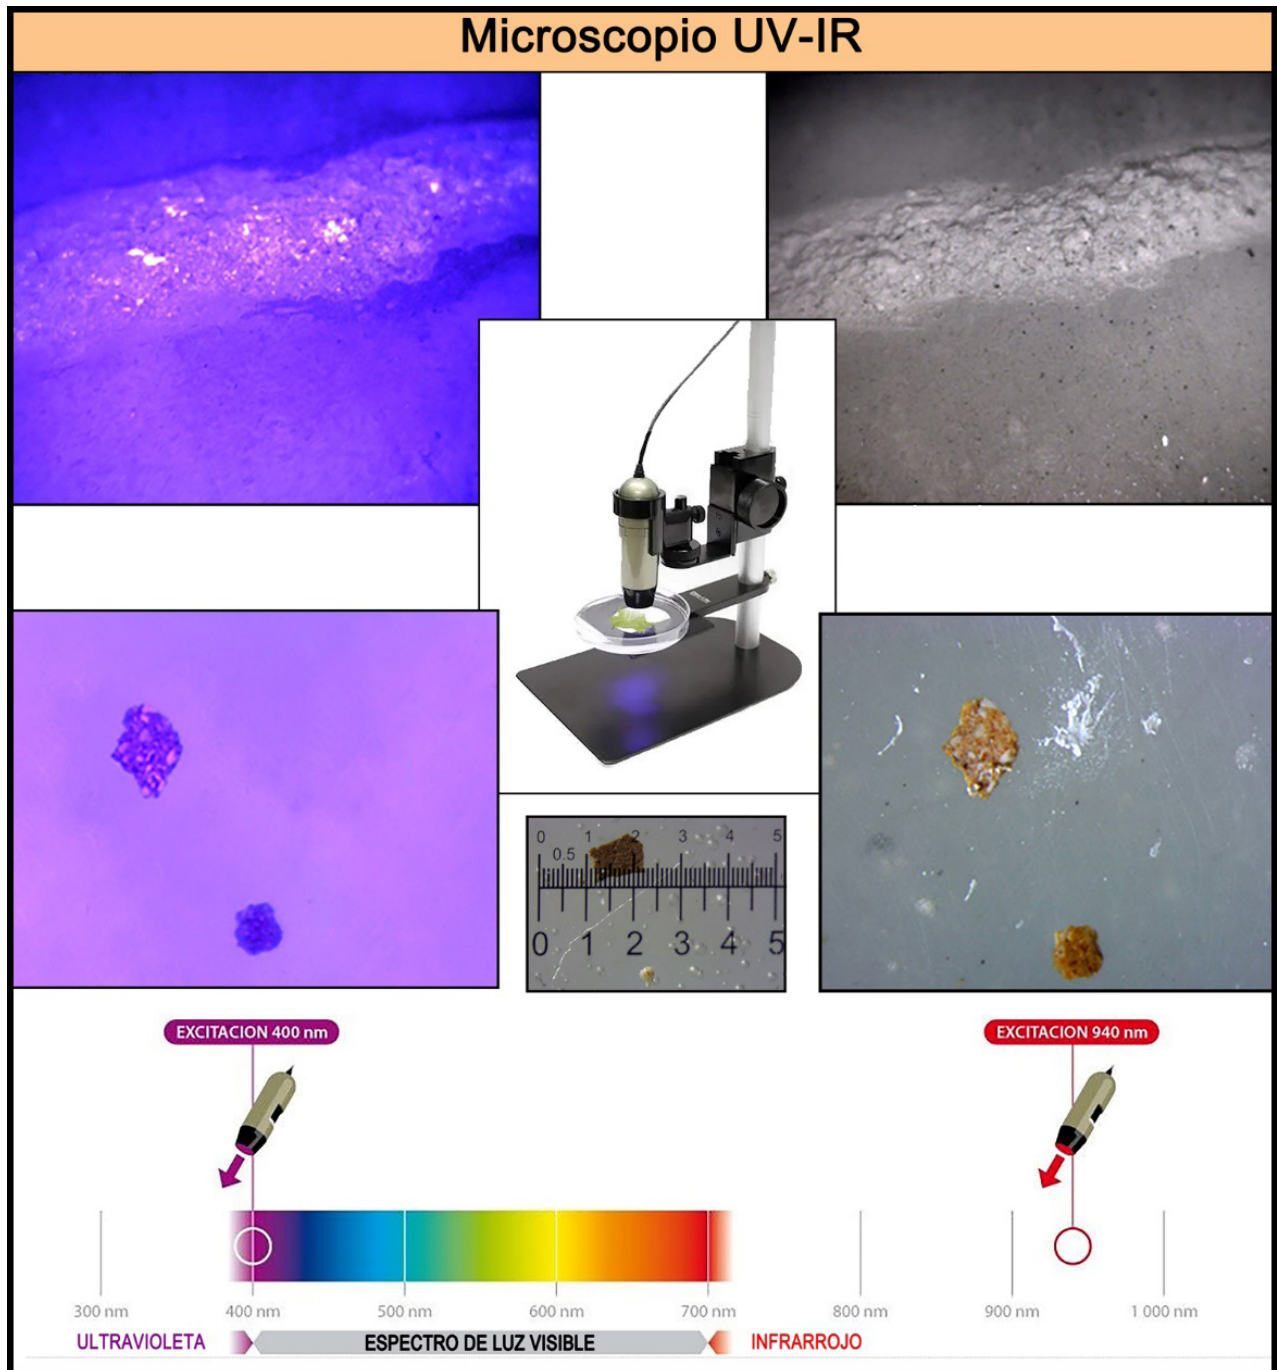 Microscopio UV-IR
0 1 2 3 4 5
0.5
0 1 2 3 4 5
EXCITACION 400 nm
EXCITACION 940 nm
300 nm 400 nm 500 nm 600 nm 700 nm 800 nm 900 nm 1 000 nm
ULTRAVIOLETA ESPECTRO DE LUZ VISIBLE INFRARROJO